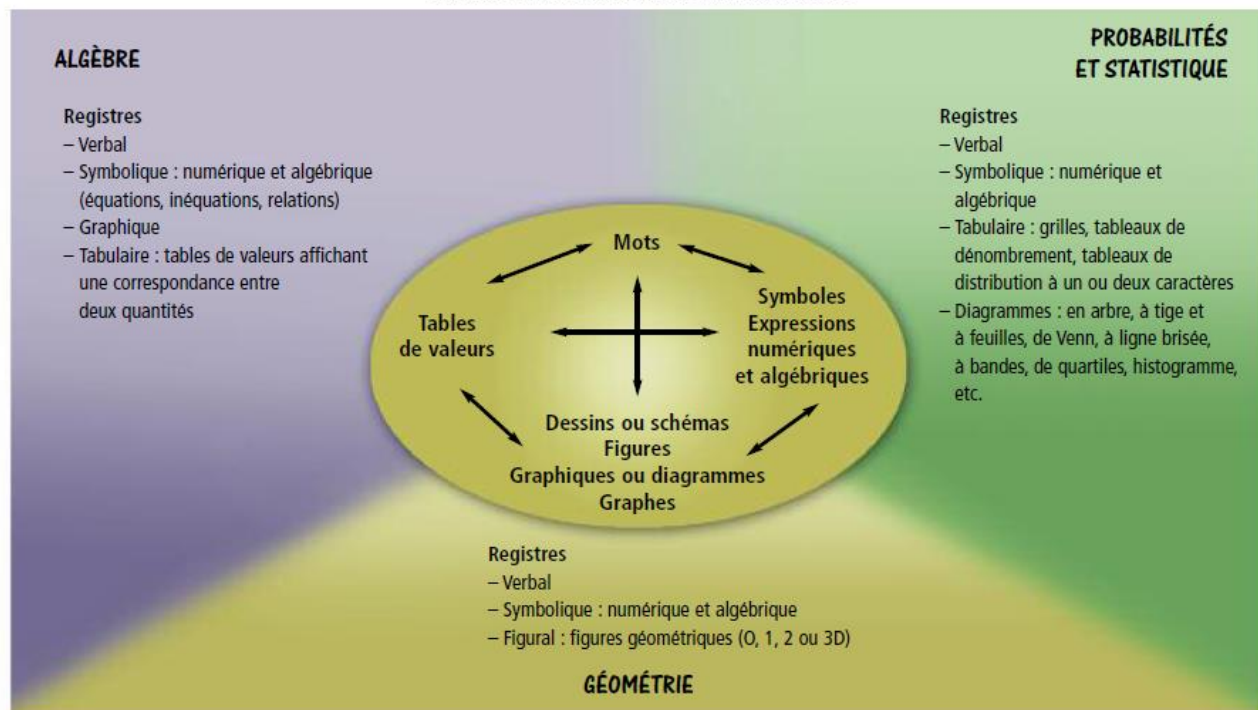 ALGÈBRE
Registres
– Verbal
– Symbolique : numérique et algébrique
(équations, inéquations, relations)
– Graphique
– Tabulaire : tables de valeurs affichant
une correspondance entre
deux quantités
PROBABILITÉS
ET STATISTIQUE
Registres
– Verbal
– Symbolique : numérique et
algébrique
– Tabulaire : grilles, tableaux de
dénombrement, tableaux de
distribution à un ou deux caractères
– Diagrammes : en arbre, à tige et
à feuilles, de Venn, à ligne brisée,
à bandes, de quartiles, histogramme,
etc.
Mots
Tables
de valeurs
Symboles
Expressions
numériques
et algébriques
Dessins ou schémas
Figures
Graphiques ou diagrammes
Graphes
Registres
– Verbal
– Symbolique : numérique et algébrique
– Figural : figures géométriques (O, 1, 2 ou 3D)
GÉOMÉTRIE